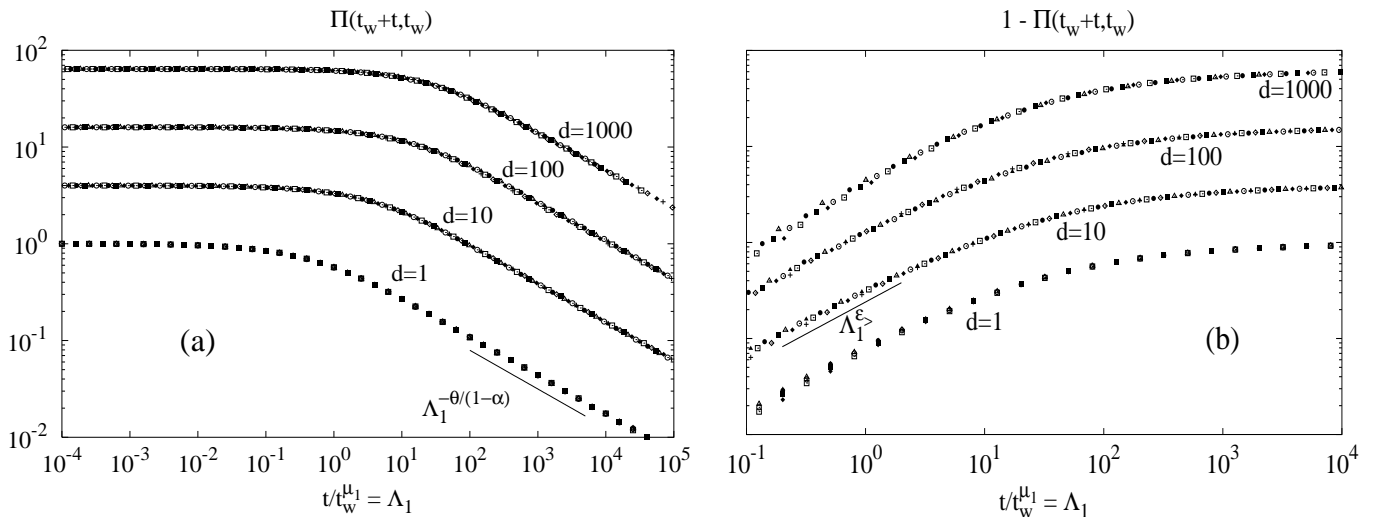 Π(t_w+t,t_w)
10^2
10^1
10^0
10^-1
10^-2
d=1000
d=100
d=10
d=1
(a)
Λ_1^-θ/(1-α)
10^-4 10^-3 10^-2 10^-1 10^0 10^1 10^2 10^3 10^4 10^5
t/t_w^μ_1 = Λ_1
1 - Π(t_w+t,t_w)
d=1000
d=100
d=10
Λ_1^ε_>
d=1
(b)
10^-1 10^0 10^1 10^2 10^3 10^4
t/t_w^μ_1 = Λ_1